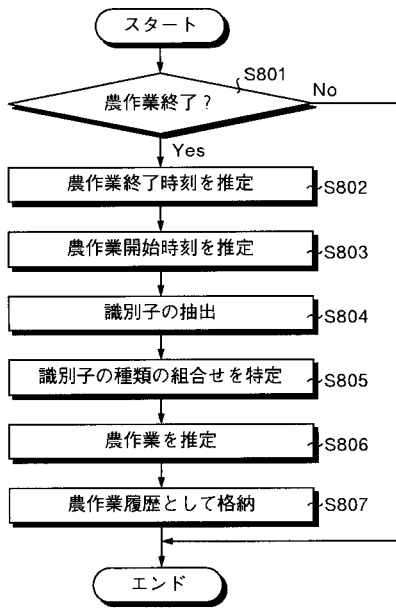 スタート
S801
農作業終了?
No
Yes
農作業終了時刻を推定
S802
農作業開始時刻を推定
S803
識別子の抽出
S804
識別子の種類の組合せを特定
S805
農作業を推定
S806
農作業履歴として格納
S807
エンド